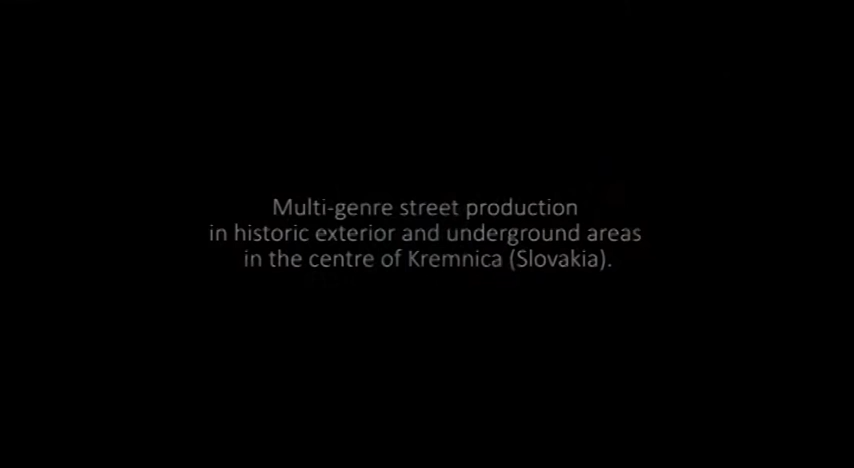 Multi-genre street production
in historic exterior and underground areas
in the centre of Kremnica (Slovakia).